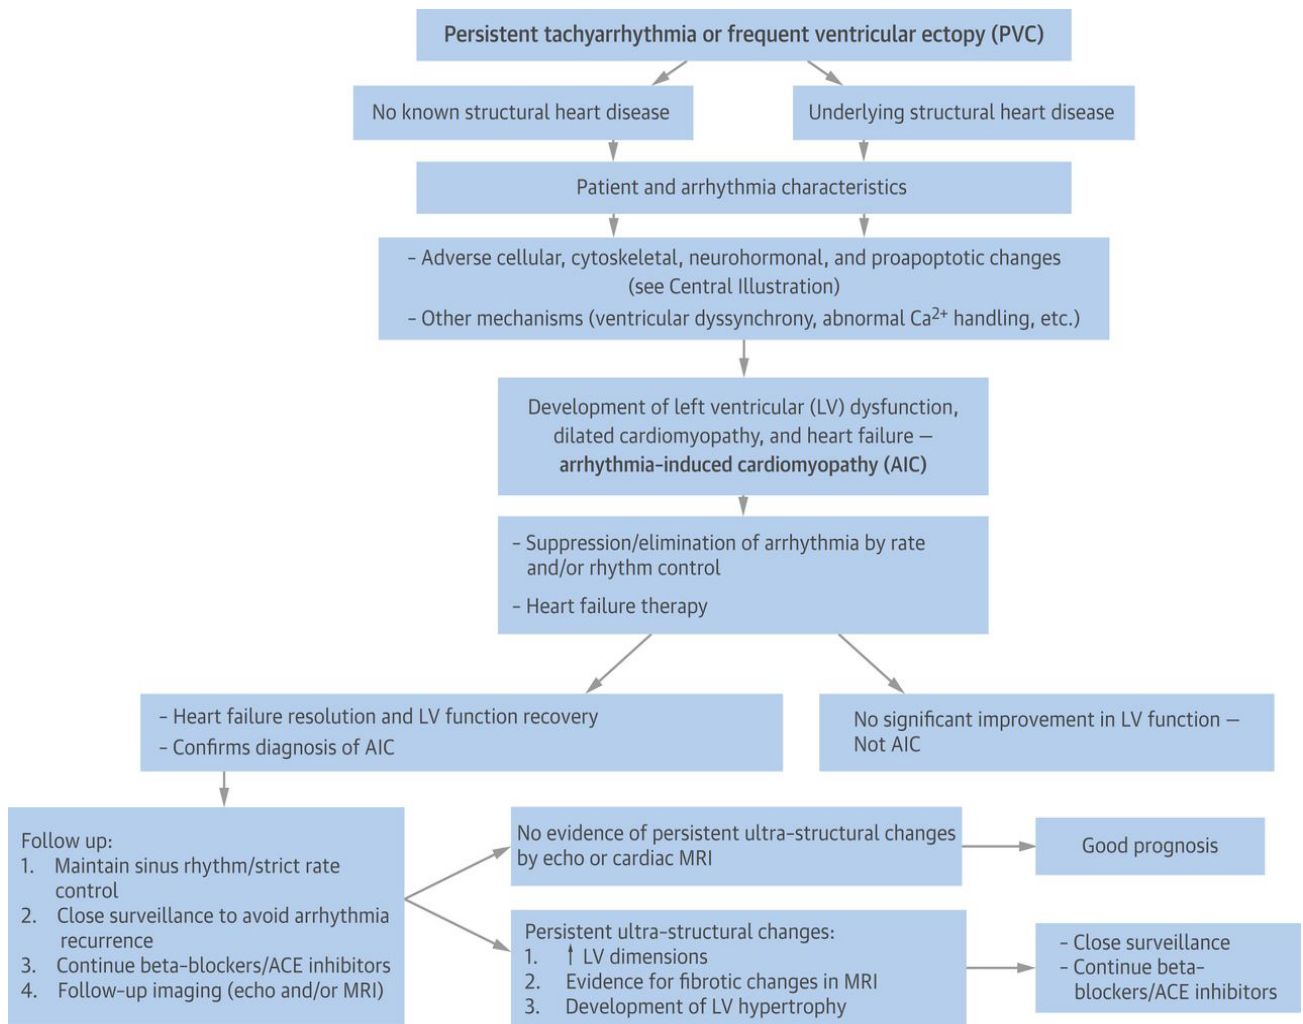 Persistent tachyarrhythmia or frequent ventricular ectopy (PVC)
No known structural heart disease
Underlying structural heart disease
Patient and arrhythmia characteristics
– Adverse cellular, cytoskeletal, neurohormonal, and proapoptotic changes
(see Central Illustration)
– Other mechanisms (ventricular dyssynchrony, abnormal Ca²⁺ handling, etc.)
Development of left ventricular (LV) dysfunction,
dilated cardiomyopathy, and heart failure —
arrhythmia-induced cardiomyopathy (AIC)
– Suppression/elimination of arrhythmia by rate
and/or rhythm control
– Heart failure therapy
– Heart failure resolution and LV function recovery
– Confirms diagnosis of AIC
No significant improvement in LV function —
Not AIC
Follow up:
1. Maintain sinus rhythm/strict rate
control
2. Close surveillance to avoid arrhythmia
recurrence
3. Continue beta-blockers/ACE inhibitors
4. Follow-up imaging (echo and/or MRI)
No evidence of persistent ultra-structural changes
by echo or cardiac MRI
Good prognosis
Persistent ultra-structural changes:
1. ↑ LV dimensions
2. Evidence for fibrotic changes in MRI
3. Development of LV hypertrophy
– Close surveillance
– Continue beta-
blockers/ACE inhibitors